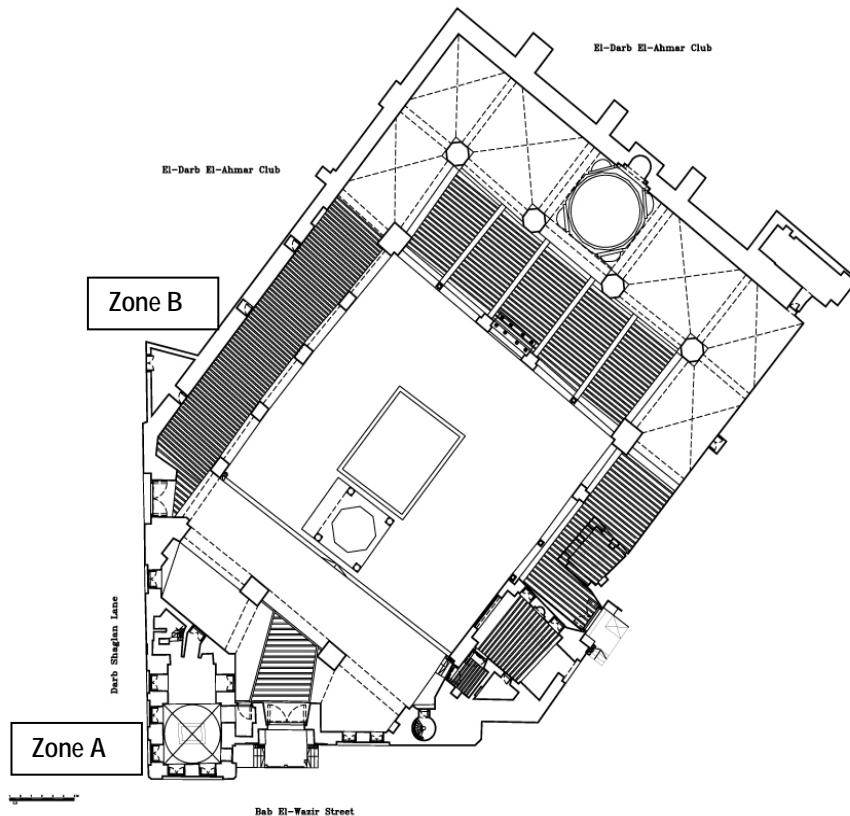 El-Darb El-Ahmar Club
El-Darb El-Ahmar Club
Zone B
Darb Shaglan Lane
Zone A
Bab El-Wazir Street